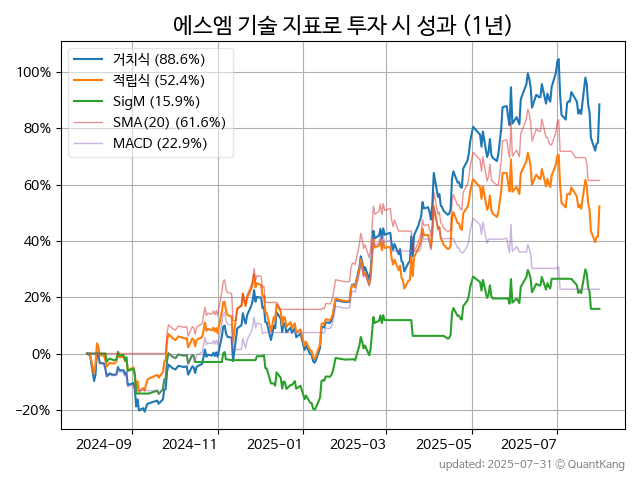 에스엠 기술 지표로 투자 시 성과 (1년)
거치식 (88.6%)
적립식 (52.4%)
SigM (15.9%)
SMA(20) (61.6%)
MACD (22.9%)
100%
80%
60%
40%
20%
0%
−20%
2024−09
2024−11
2025−01
2025−03
2025−05
2025−07
updated: 2025-07-31 © QuantKang